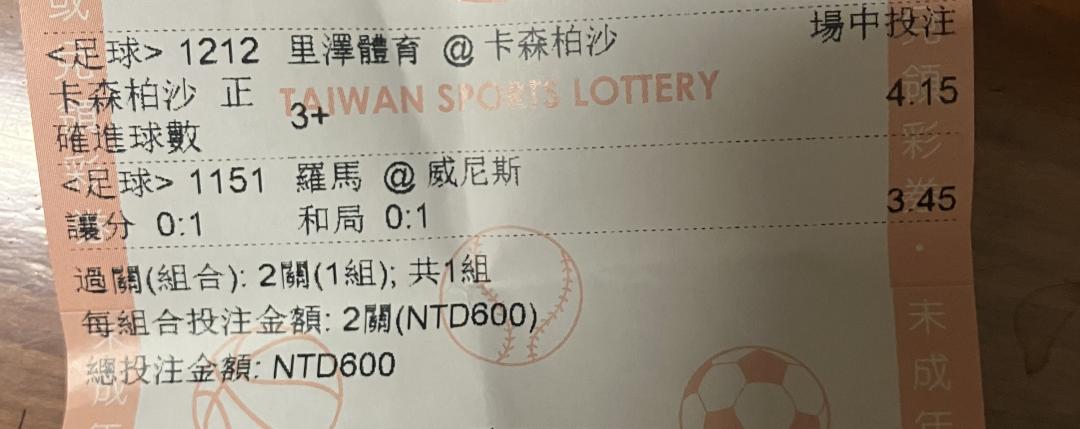 場中投注
<足球> 1212 里澤體育 @ 卡森柏沙
卡森柏沙 正 3+ 4.15
確進球數
TAIWAN SPORTS LOTTERY
<足球> 1151 羅馬 @ 威尼斯
讓分 0:1 和局 0:1 3.45
過關(組合): 2關(1組); 共1組
每組合投注金額: 2關(NTD600)
總投注金額: NTD600
未成年